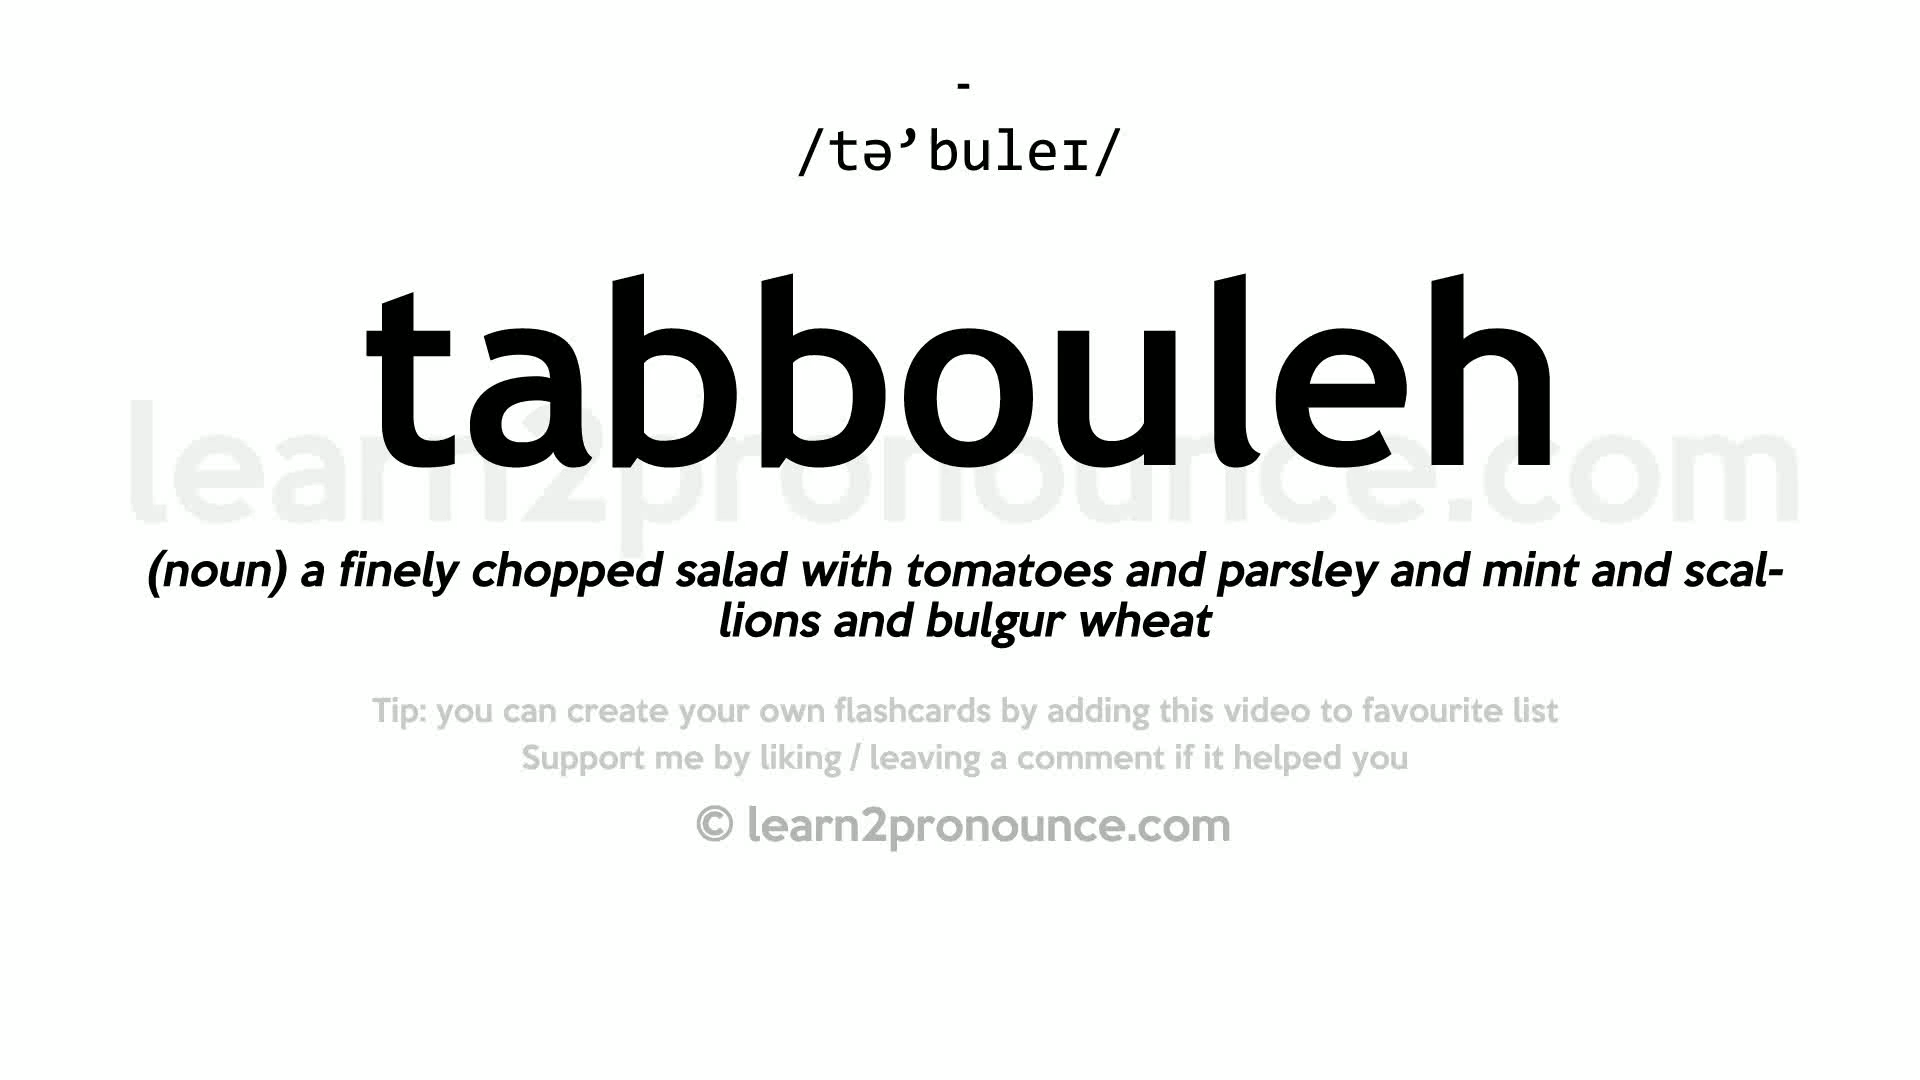 -
/tə’buleɪ/
tabbouleh
learn2pronounce.com
(noun) a finely chopped salad with tomatoes and parsley and mint and scal-
lions and bulgur wheat
Tip: you can create your own flashcards by adding this video to favourite list
Support me by liking / leaving a comment if it helped you
© learn2pronounce.com